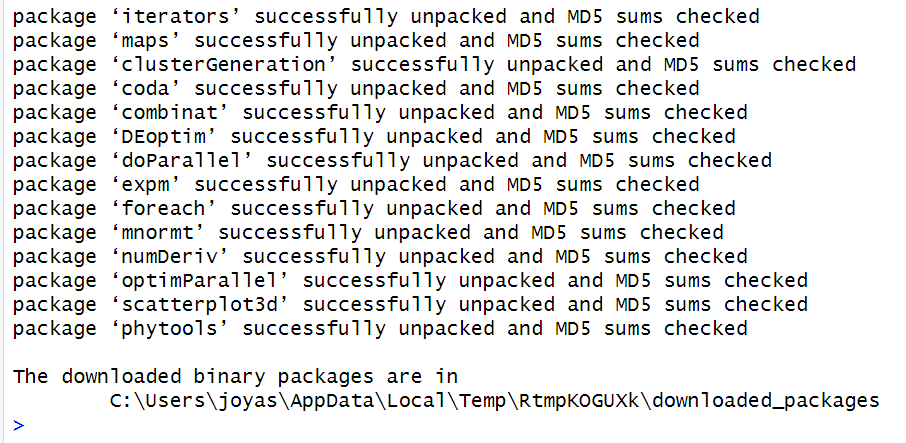 package ‘iterators’ successfully unpacked and MD5 sums checked
package ‘maps’ successfully unpacked and MD5 sums checked
package ‘clusterGeneration’ successfully unpacked and MD5 sums checked
package ‘coda’ successfully unpacked and MD5 sums checked
package ‘combinat’ successfully unpacked and MD5 sums checked
package ‘DEoptim’ successfully unpacked and MD5 sums checked
package ‘doParallel’ successfully unpacked and MD5 sums checked
package ‘expm’ successfully unpacked and MD5 sums checked
package ‘foreach’ successfully unpacked and MD5 sums checked
package ‘mnormt’ successfully unpacked and MD5 sums checked
package ‘numDeriv’ successfully unpacked and MD5 sums checked
package ‘optimParallel’ successfully unpacked and MD5 sums checked
package ‘scatterplot3d’ successfully unpacked and MD5 sums checked
package ‘phytools’ successfully unpacked and MD5 sums checked
The downloaded binary packages are in
C:\Users\joyas\AppData\Local\Temp\RtmpKOGUXk\downloaded_packages
>